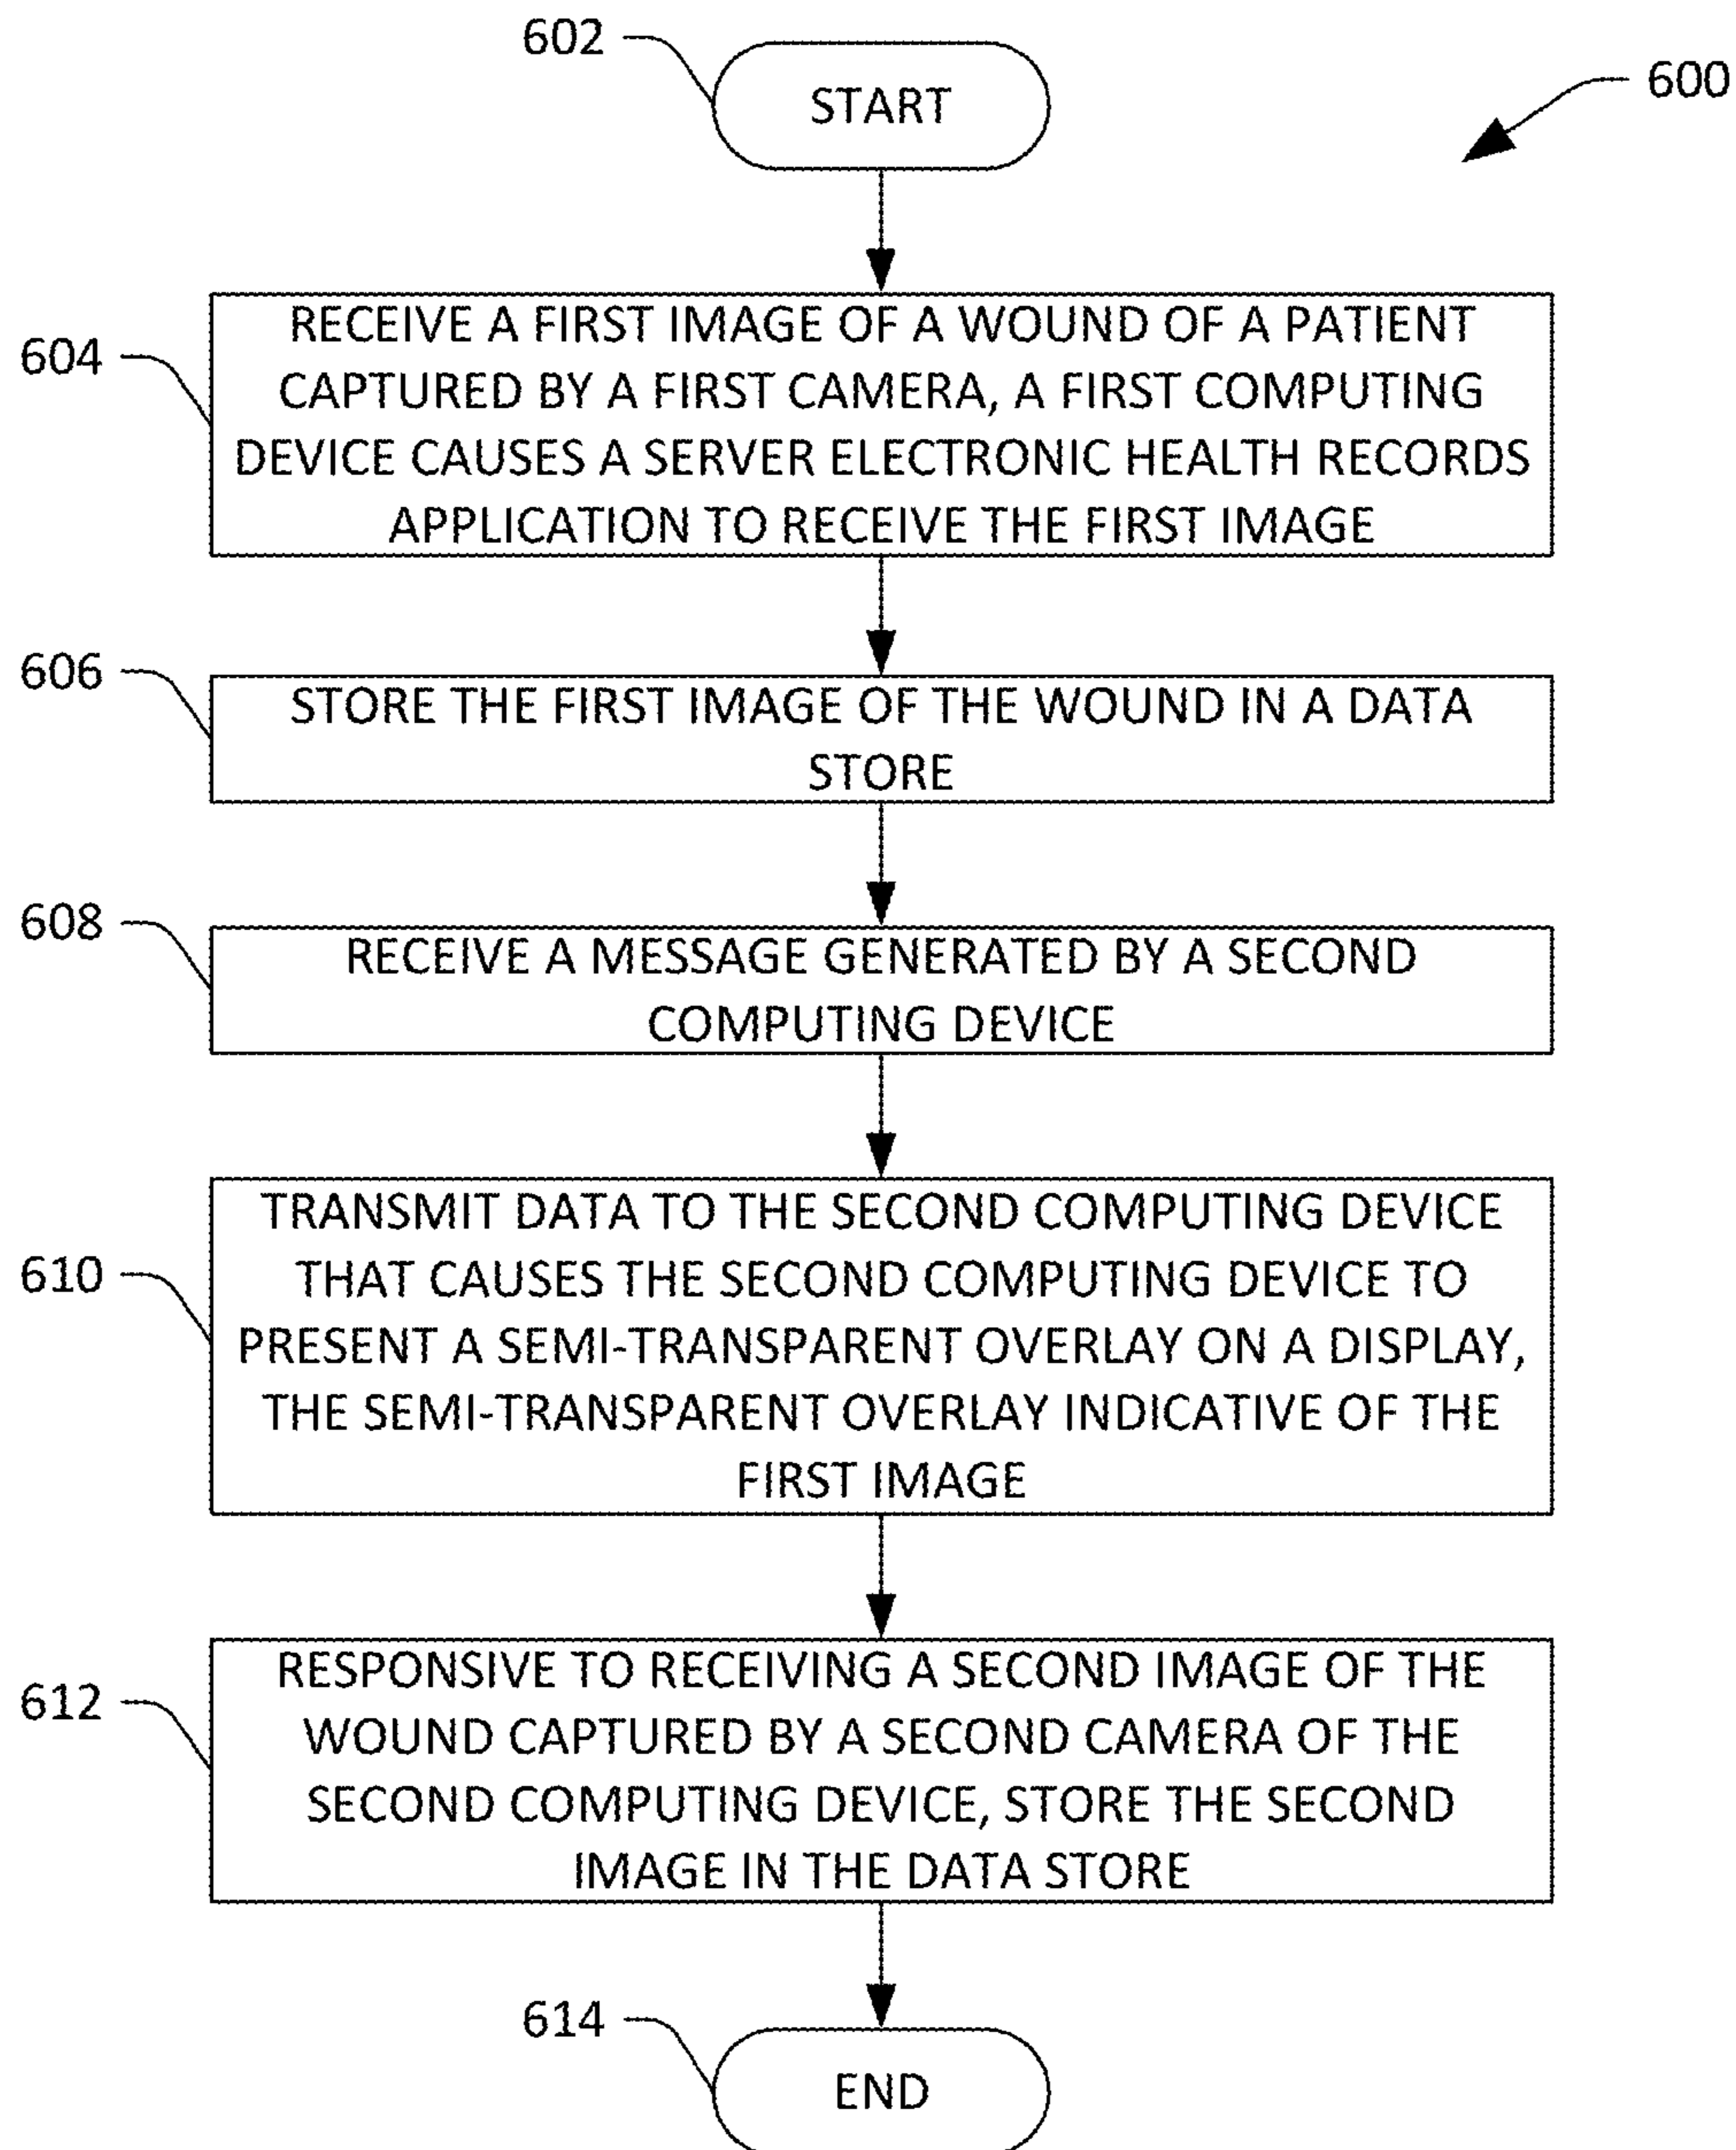 602
START
600
604
RECEIVE A FIRST IMAGE OF A WOUND OF A PATIENT
CAPTURED BY A FIRST CAMERA, A FIRST COMPUTING
DEVICE CAUSES A SERVER ELECTRONIC HEALTH RECORDS
APPLICATION TO RECEIVE THE FIRST IMAGE
606
STORE THE FIRST IMAGE OF THE WOUND IN A DATA
STORE
608
RECEIVE A MESSAGE GENERATED BY A SECOND
COMPUTING DEVICE
610
TRANSMIT DATA TO THE SECOND COMPUTING DEVICE
THAT CAUSES THE SECOND COMPUTING DEVICE TO
PRESENT A SEMI-TRANSPARENT OVERLAY ON A DISPLAY,
THE SEMI-TRANSPARENT OVERLAY INDICATIVE OF THE
FIRST IMAGE
612
RESPONSIVE TO RECEIVING A SECOND IMAGE OF THE
WOUND CAPTURED BY A SECOND CAMERA OF THE
SECOND COMPUTING DEVICE, STORE THE SECOND
IMAGE IN THE DATA STORE
614
END